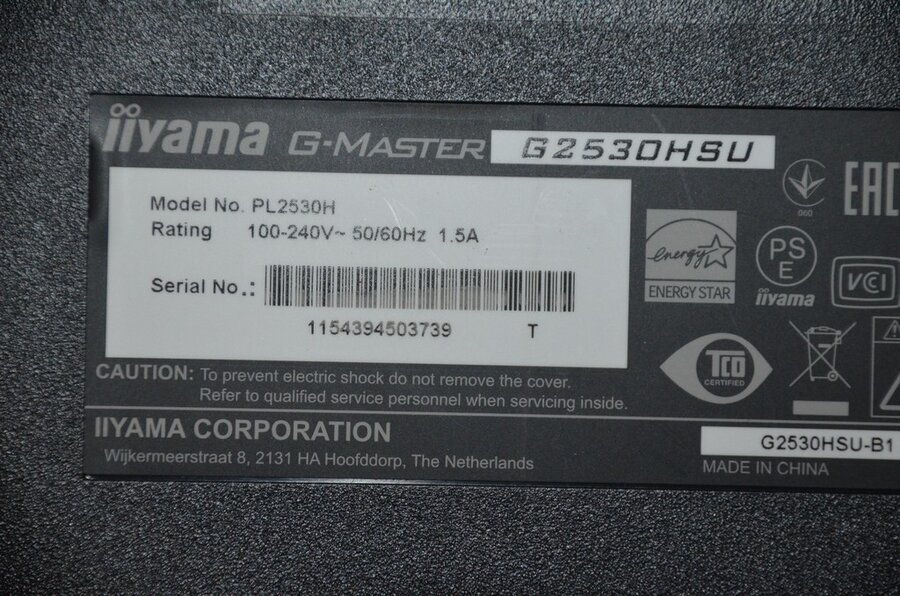 iiyama G-MASTER G2530HSU
Model No. PL2530H
Rating 100-240V~ 50/60Hz 1.5A
Serial No.:
1154394503739 T
060
EAC
energy
ENERGY STAR
PS
E
iiyama
VCI
TCO
CERTIFIED
CAUTION: To prevent electric shock do not remove the cover.
Refer to qualified service personnel when servicing inside.
IIYAMA CORPORATION
Wijkermeerstraat 8, 2131 HA Hoofddorp, The Netherlands
G2530HSU-B1
MADE IN CHINA